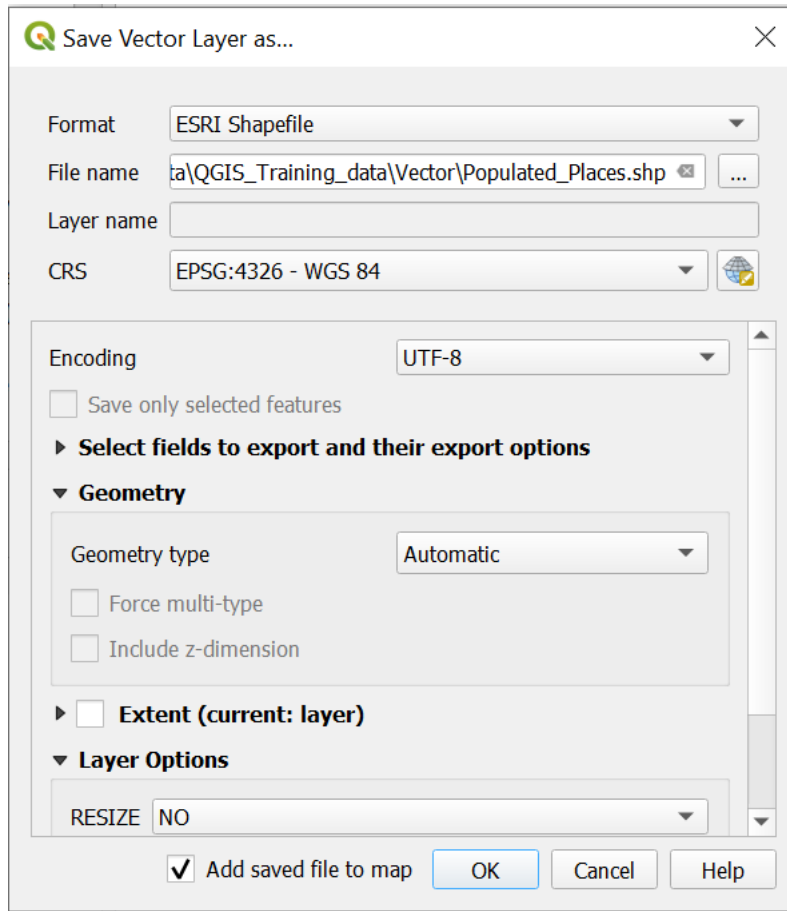 Save Vector Layer as...
Format ESRI Shapefile
File name ta\QGIS_Training_data\Vector\Populated_Places.shp ...
Layer name
CRS EPSG:4326 - WGS 84
Encoding UTF-8
Save only selected features
Select fields to export and their export options
Geometry
Geometry type Automatic
Force multi-type
Include z-dimension
Extent (current: layer)
Layer Options
RESIZE NO
Add saved file to map OK Cancel Help